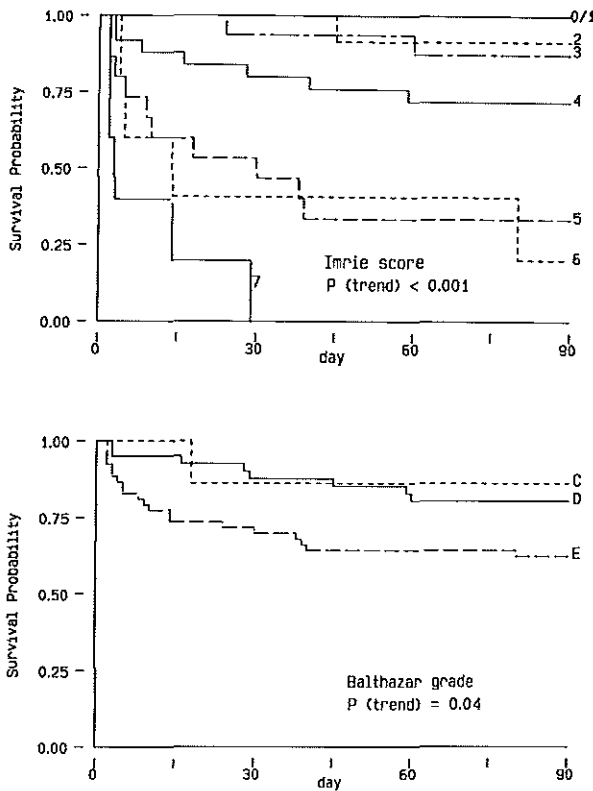 1.00
0/1
2
3
0.75
4
Survival Probability
0.50
5
0.25
6
Imrie score
7
P (trend) < 0.001
0.00
0 30 60 90
day
1.00
C
D
0.75
E
Survival Probability
0.50
0.25
Balthazar grade
P (trend) = 0.04
0.00
0 30 60 90
day